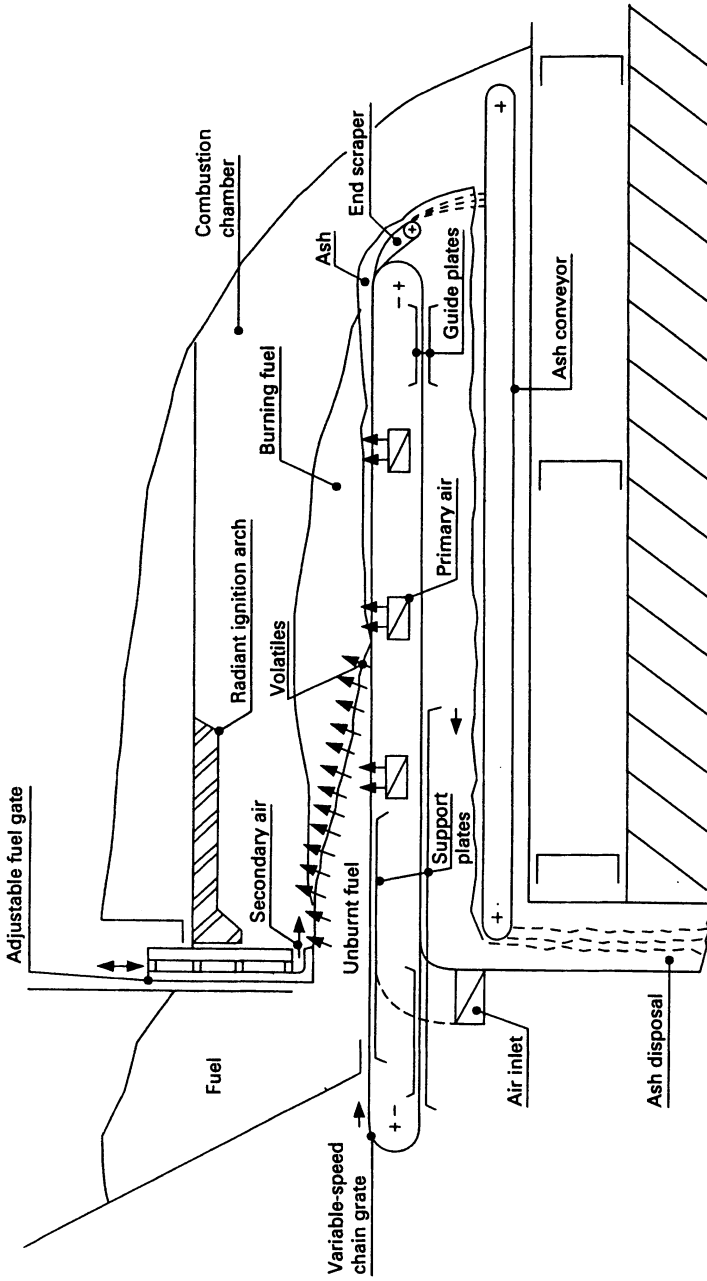 Adjustable fuel gate
Radiant ignition arch
Combustion
chamber
Secondary air
Volatiles
Burning fuel
Ash
End scraper
Fuel
Unburnt fuel
Variable-speed
chain grate
Support
plates
Primary air
Guide plates
Air inlet
Ash conveyor
Ash disposal